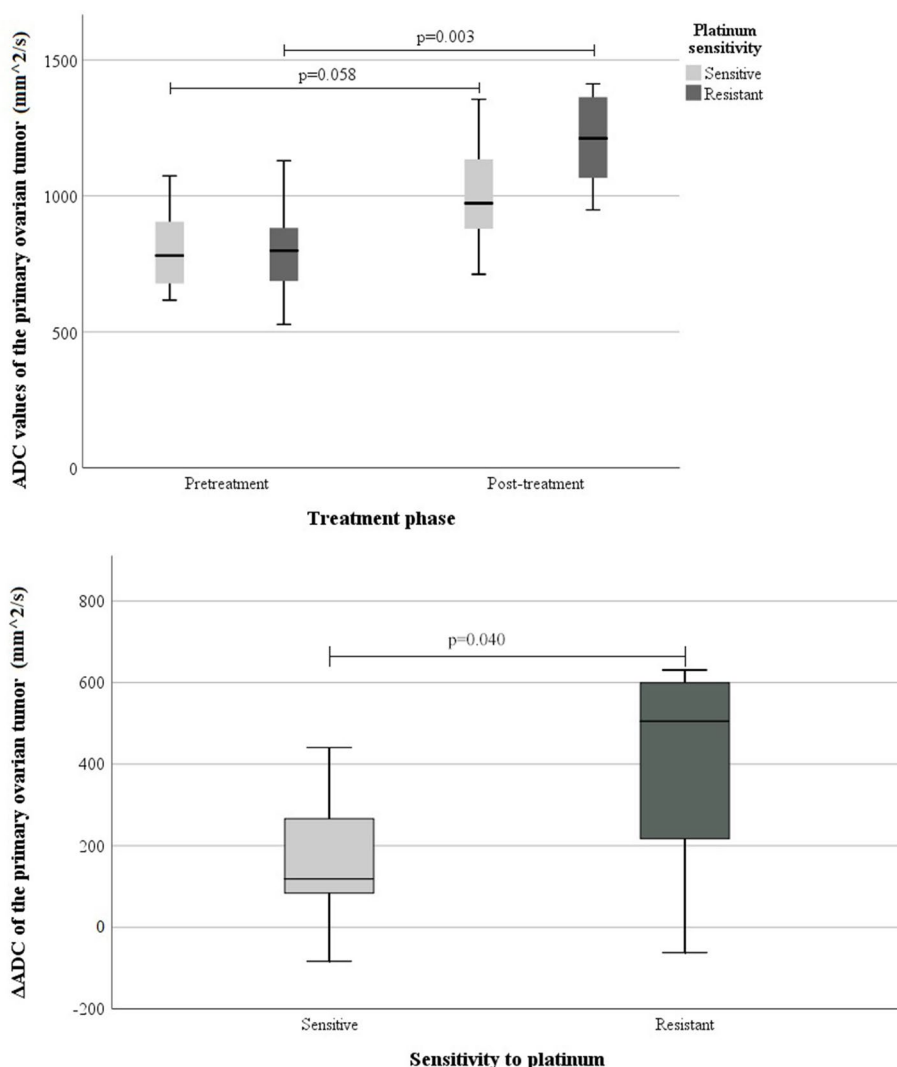 p=0.003
p=0.058
Platinum
sensitivity
Sensitive
Resistant
ADC values of the primary ovarian tumor (mm^2/s)
1500
1000
500
0
Pretreatment
Post-treatment
Treatment phase
ΔADC of the primary ovarian tumor (mm^2/s)
800
600
400
200
0
-200
p=0.040
Sensitive
Resistant
Sensitivity to platinum